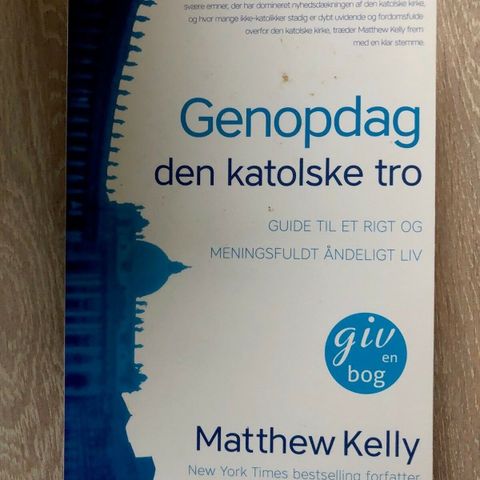 svære emner, der har domineret nyhedsdækningen af den katolske kirke,
og hvor mange ikke-katolikker stadig er dybt uvidende og fordomsfulde
overfor den katolske kirke, træder Matthew Kelly frem
med en klar stemme.
Genopdag
den katolske tro
GUIDE TIL ET RIGT OG
MENINGSFULDT ÅNDELIGT LIV
giv
en
bog
Matthew Kelly
New York Times bestselling forfatter